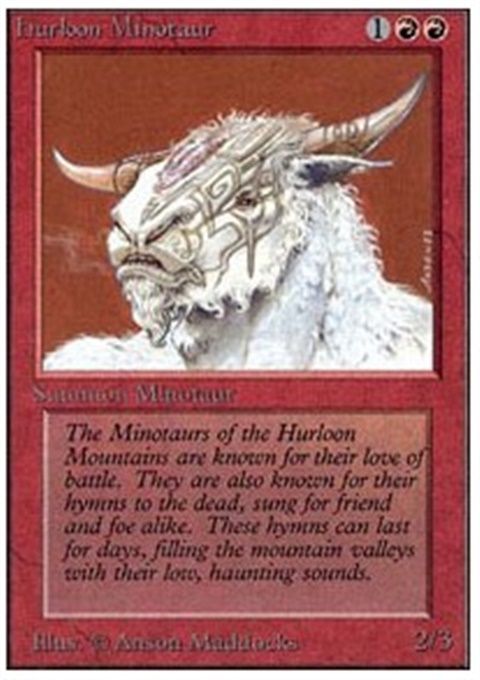 Hurloon Minotaur 1
Summon Minotaur
The Minotaurs of the Hurloon
Mountains are known for their love of
battle. They are also known for their
hymns to the dead, sung for friend
and foe alike. These hymns can last
for days, filling the mountain valleys
with their low, haunting sounds.
Illus. © Anson Maddocks 2/3